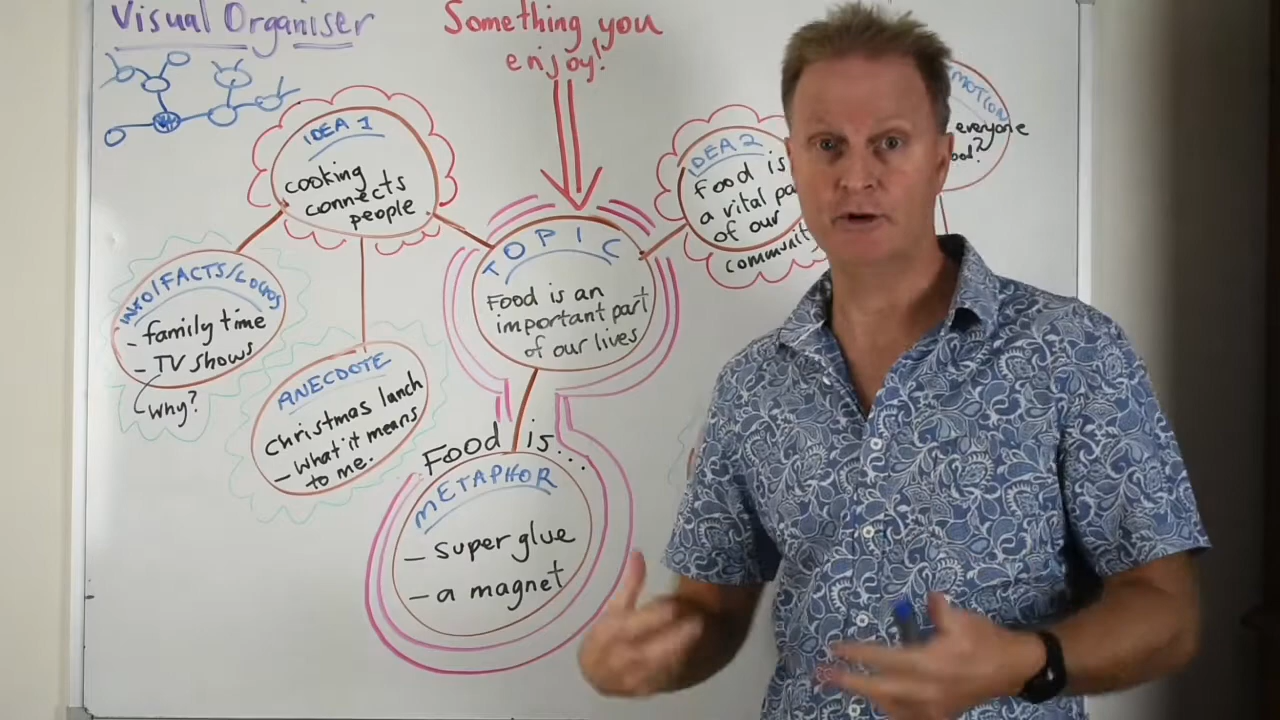 Visual Organiser
Something you
enjoy!
IDEA 1
cooking
connects
people
INFO/FACTS/LOGOS
- family time
- TV shows
Why?
ANECDOTE
christmas lunch
- What it means
to me.
TOPIC
Food is an
important part
of our lives
Food is...
METAPHOR
- super glue
- a magnet
IDEA 2
Food is
a vital
of our
community
everyone